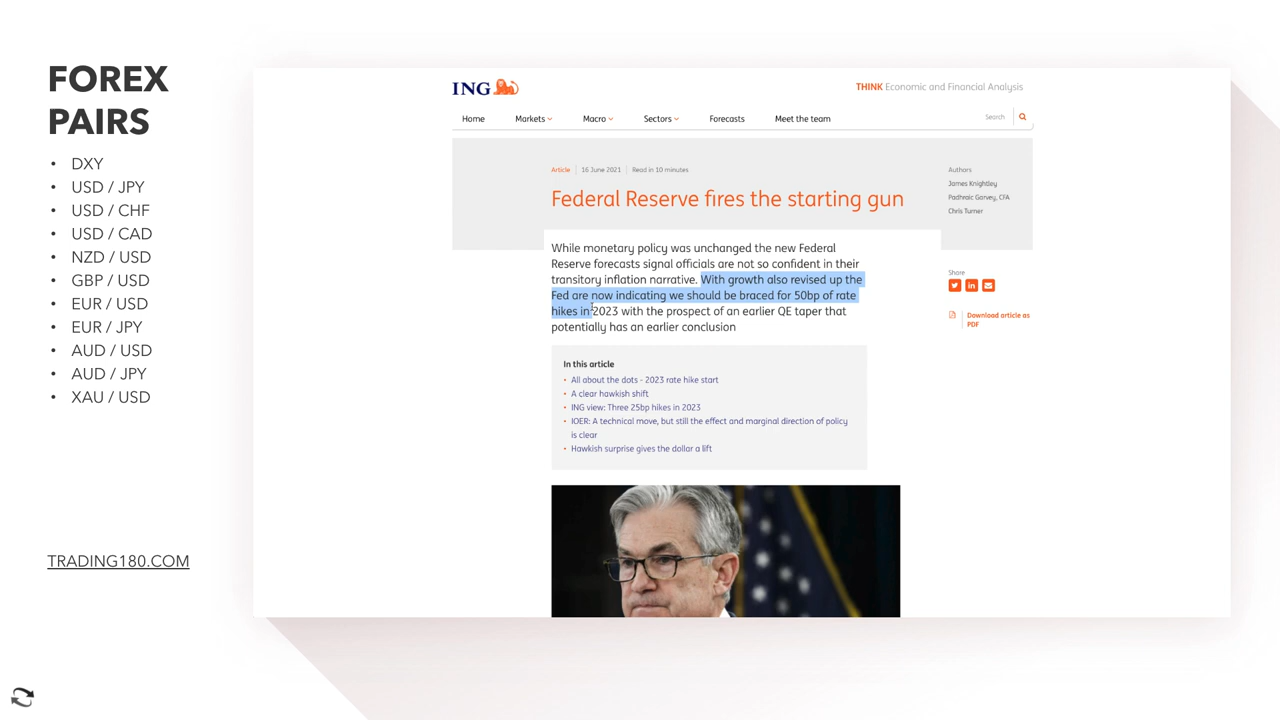 FOREX
PAIRS
• DXY
• USD / JPY
• USD / CHF
• USD / CAD
• NZD / USD
• GBP / USD
• EUR / USD
• EUR / JPY
• AUD / USD
• AUD / JPY
• XAU / USD
TRADING180.COM
ING
THINK Economic and Financial Analysis
Home Markets Macro Sectors Forecasts Meet the team Search
Article | 16 June 2021 | Read in 10 minutes
Federal Reserve fires the starting gun
While monetary policy was unchanged the new Federal
Reserve forecasts signal officials are not so confident in their
transitory inflation narrative. With growth also revised up the
Fed are now indicating we should be braced for 50bp of rate
hikes in 2023 with the prospect of an earlier QE taper that
potentially has an earlier conclusion
Authors
James Knightley
Padhraic Garvey, CFA
Chris Turner
Share
Download article as
PDF
In this article
• All about the dots - 2023 rate hike start
• A clear hawkish shift
• ING view: Three 25bp hikes in 2023
• IOER: A technical move, but still the effect and marginal direction of policy
is clear
• Hawkish surprise gives the dollar a lift